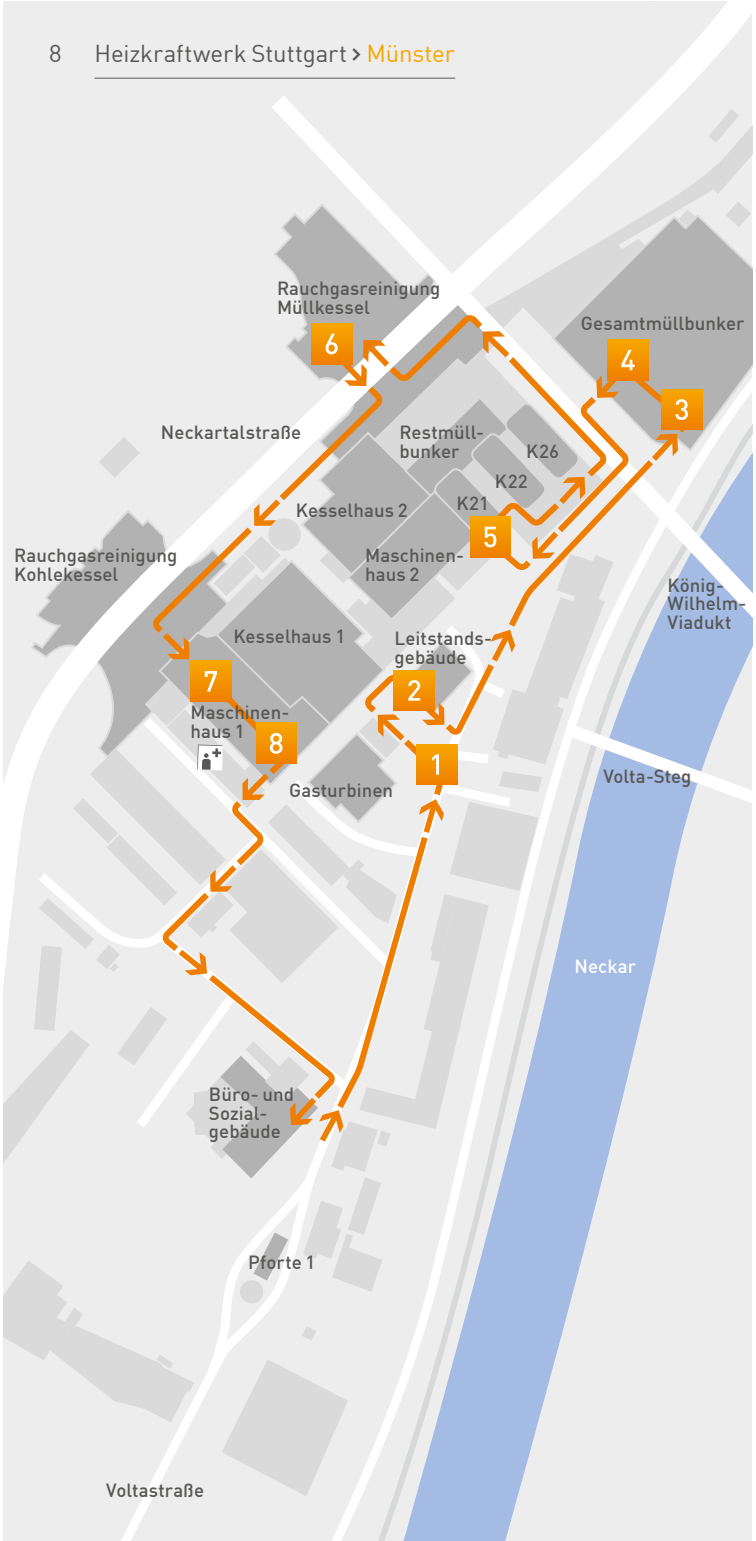 8 Heizkraftwerk Stuttgart > Münster
Rauchgasreinigung
Müllkessel
6
Gesamtmüllbunker
4
3
Neckartalstraße
Restmüll-
bunker
K26
K22
K21
Kesselhaus 2
5
Maschinen-
haus 2
Rauchgasreinigung
Kohlekessel
König-
Wilhelm-
Viadukt
Kesselhaus 1
Leitstands-
gebäude
7
2
Maschinen-
haus 1
8
1
Gasturbinen
Volta-Steg
Neckar
Büro- und
Sozial-
gebäude
Pforte 1
Voltastraße